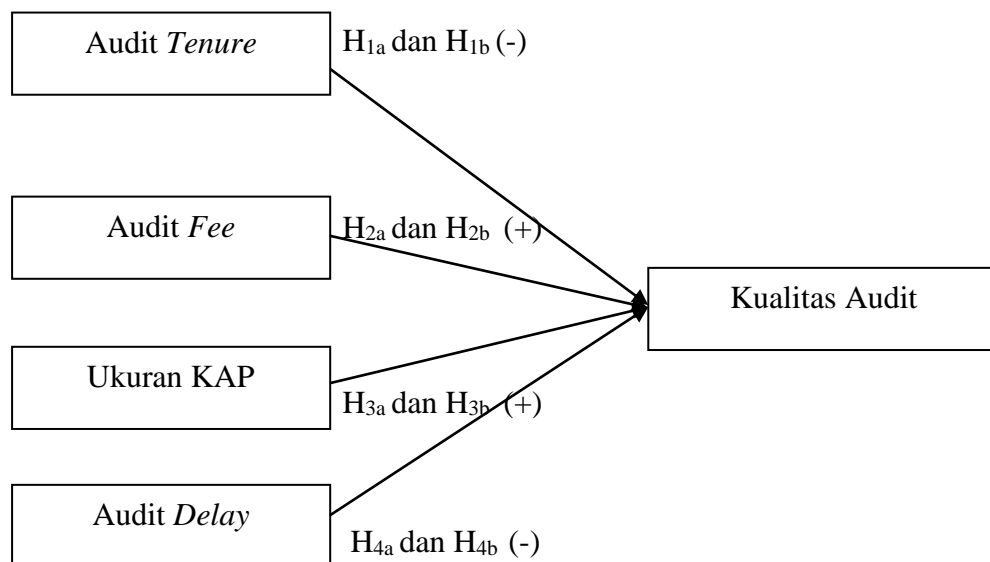 Audit Tenure
H1a dan H1b (-)
Audit Fee
H2a dan H2b (+)
Kualitas Audit
Ukuran KAP
H3a dan H3b (+)
Audit Delay
H4a dan H4b (-)